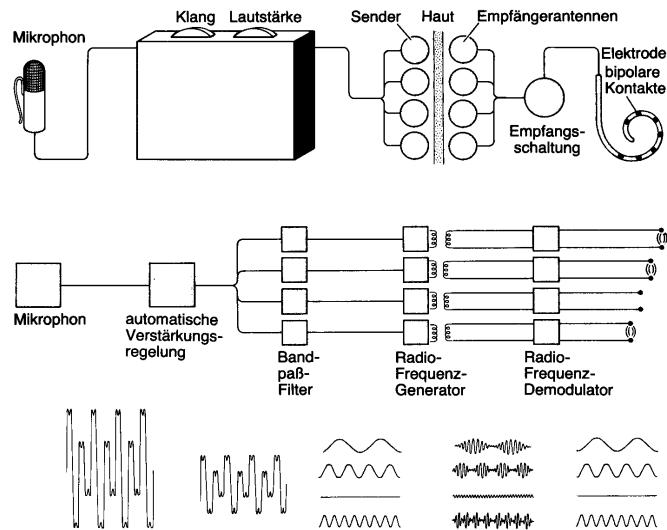 Mikrophon
Klang
Lautstärke
Sender
Haut
Empfängerantennen
Elektrode
bipolare
Kontakte
Empfangs-
schaltung
Mikrophon
automatische
Verstärkungs-
regelung
Band-
paß-
Filter
Radio-
Frequenz-
Generator
Radio-
Frequenz-
Demodulator